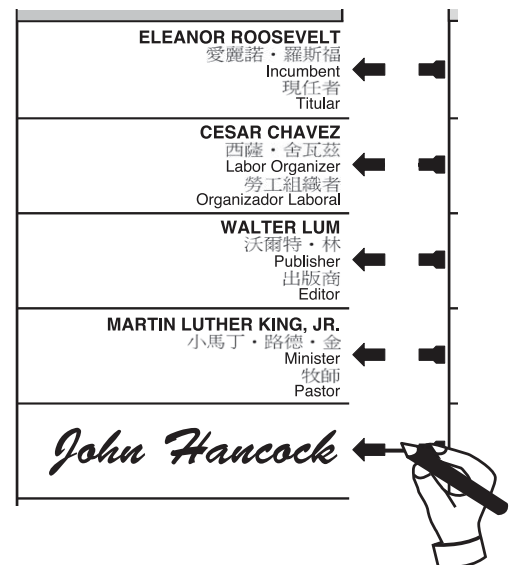 ELEANOR ROOSEVELT
愛麗諾・羅斯福
Incumbent
現任者
Titular
CESAR CHAVEZ
西薩・舍瓦茲
Labor Organizer
勞工組織者
Organizador Laboral
WALTER LUM
沃爾特・林
Publisher
出版商
Editor
MARTIN LUTHER KING, JR.
小馬丁・路德・金
Minister
牧師
Pastor
John Hancock